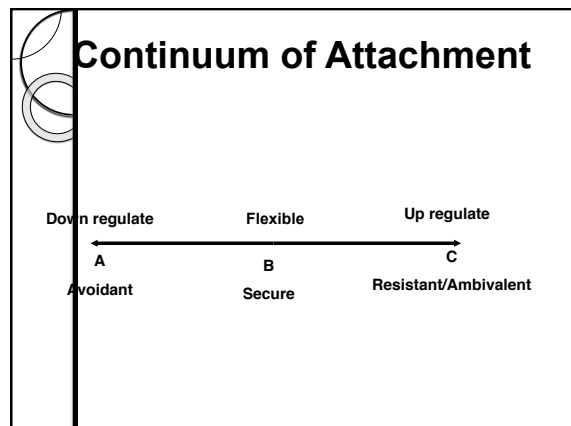 Continuum of Attachment
Down regulate Flexible Up regulate
A B C
Avoidant Secure Resistant/Ambivalent